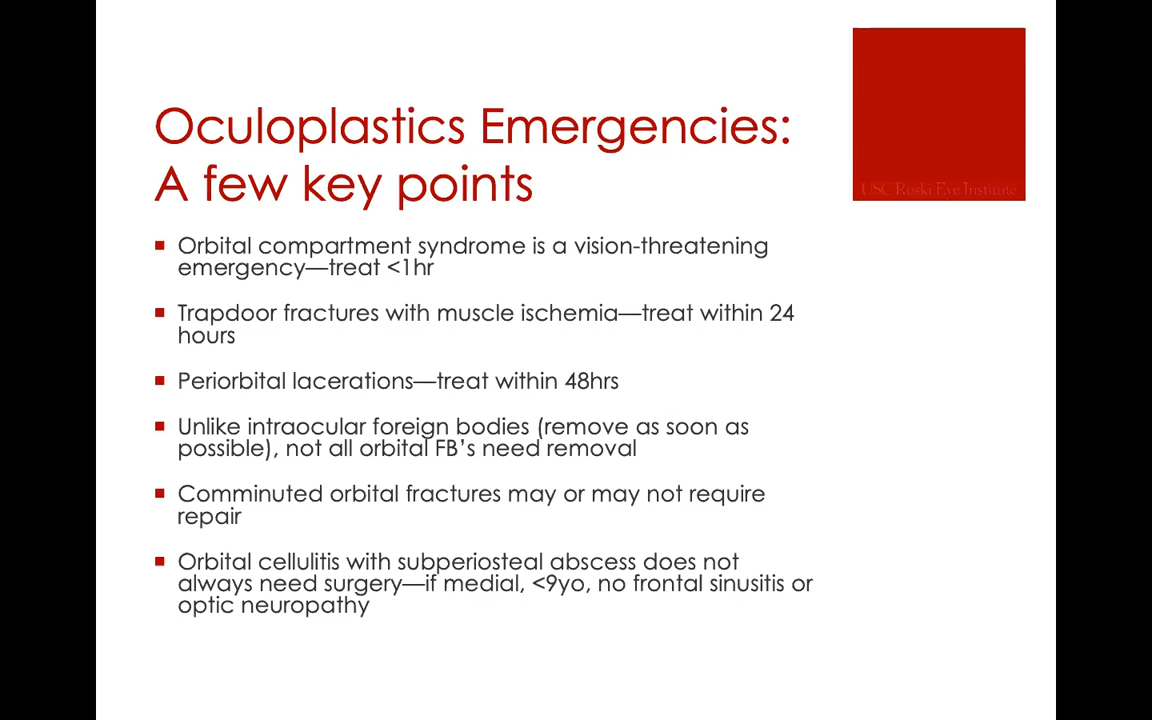 USC Roski Eye Institute
Oculoplastics Emergencies:
A few key points
Orbital compartment syndrome is a vision-threatening
emergency—treat <1hr
Trapdoor fractures with muscle ischemia—treat within 24
hours
Periorbital lacerations—treat within 48hrs
Unlike intraocular foreign bodies (remove as soon as
possible), not all orbital FB's need removal
Comminuted orbital fractures may or may not require
repair
Orbital cellulitis with subperiosteal abscess does not
always need surgery—if medial, <9yo, no frontal sinusitis or
optic neuropathy